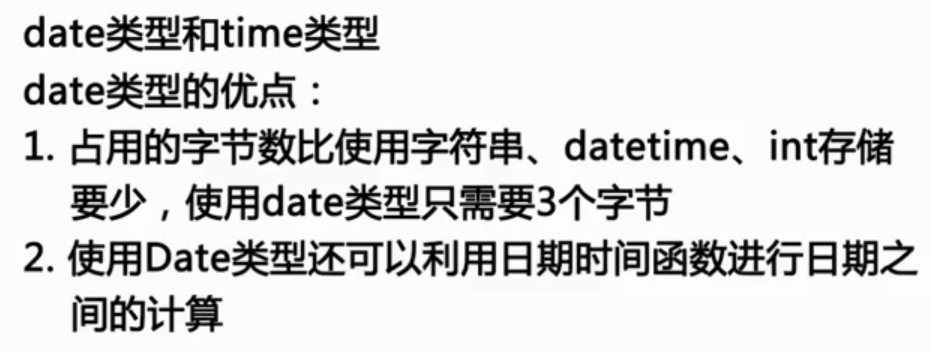 date类型和time类型
date类型的优点：
1. 占用的字节数比使用字符串、datetime、int存储
要少，使用date类型只需要3个字节
2. 使用Date类型还可以利用日期时间函数进行日期之
间的计算